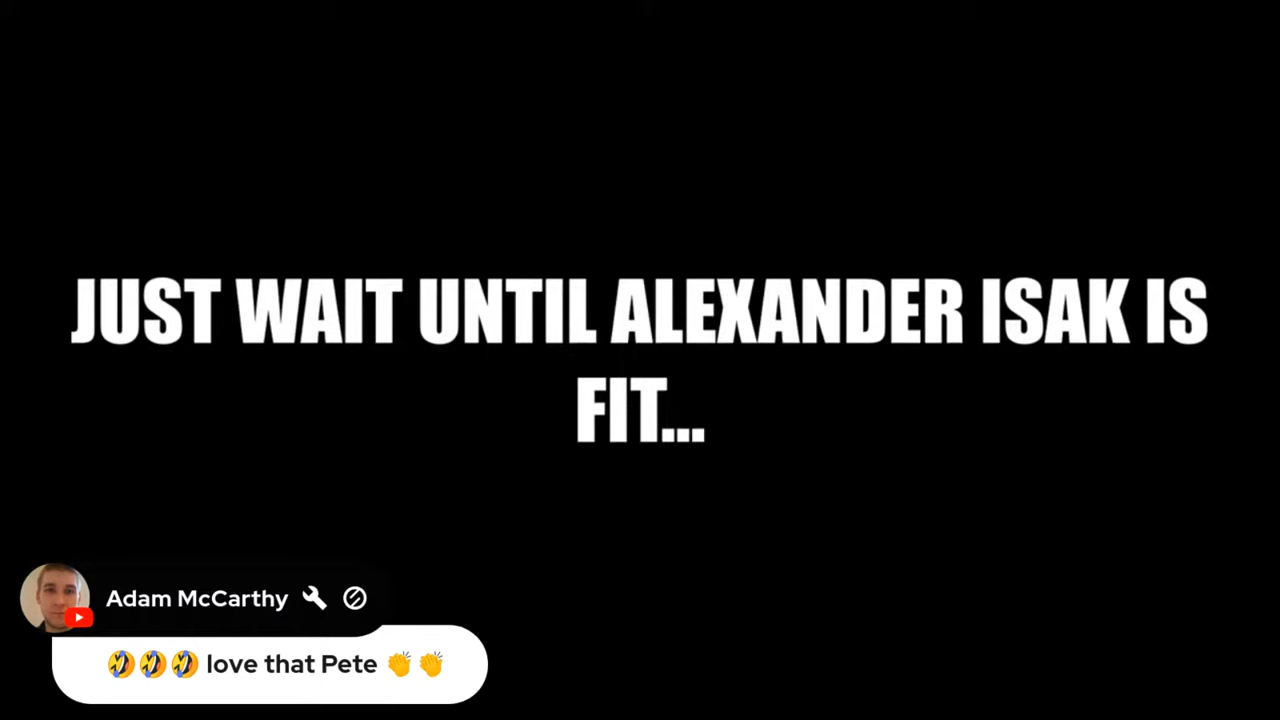 JUST WAIT UNTIL ALEXANDER ISAK IS
FIT...
Adam McCarthy
🤣🤣🤣 love that Pete 👏👏